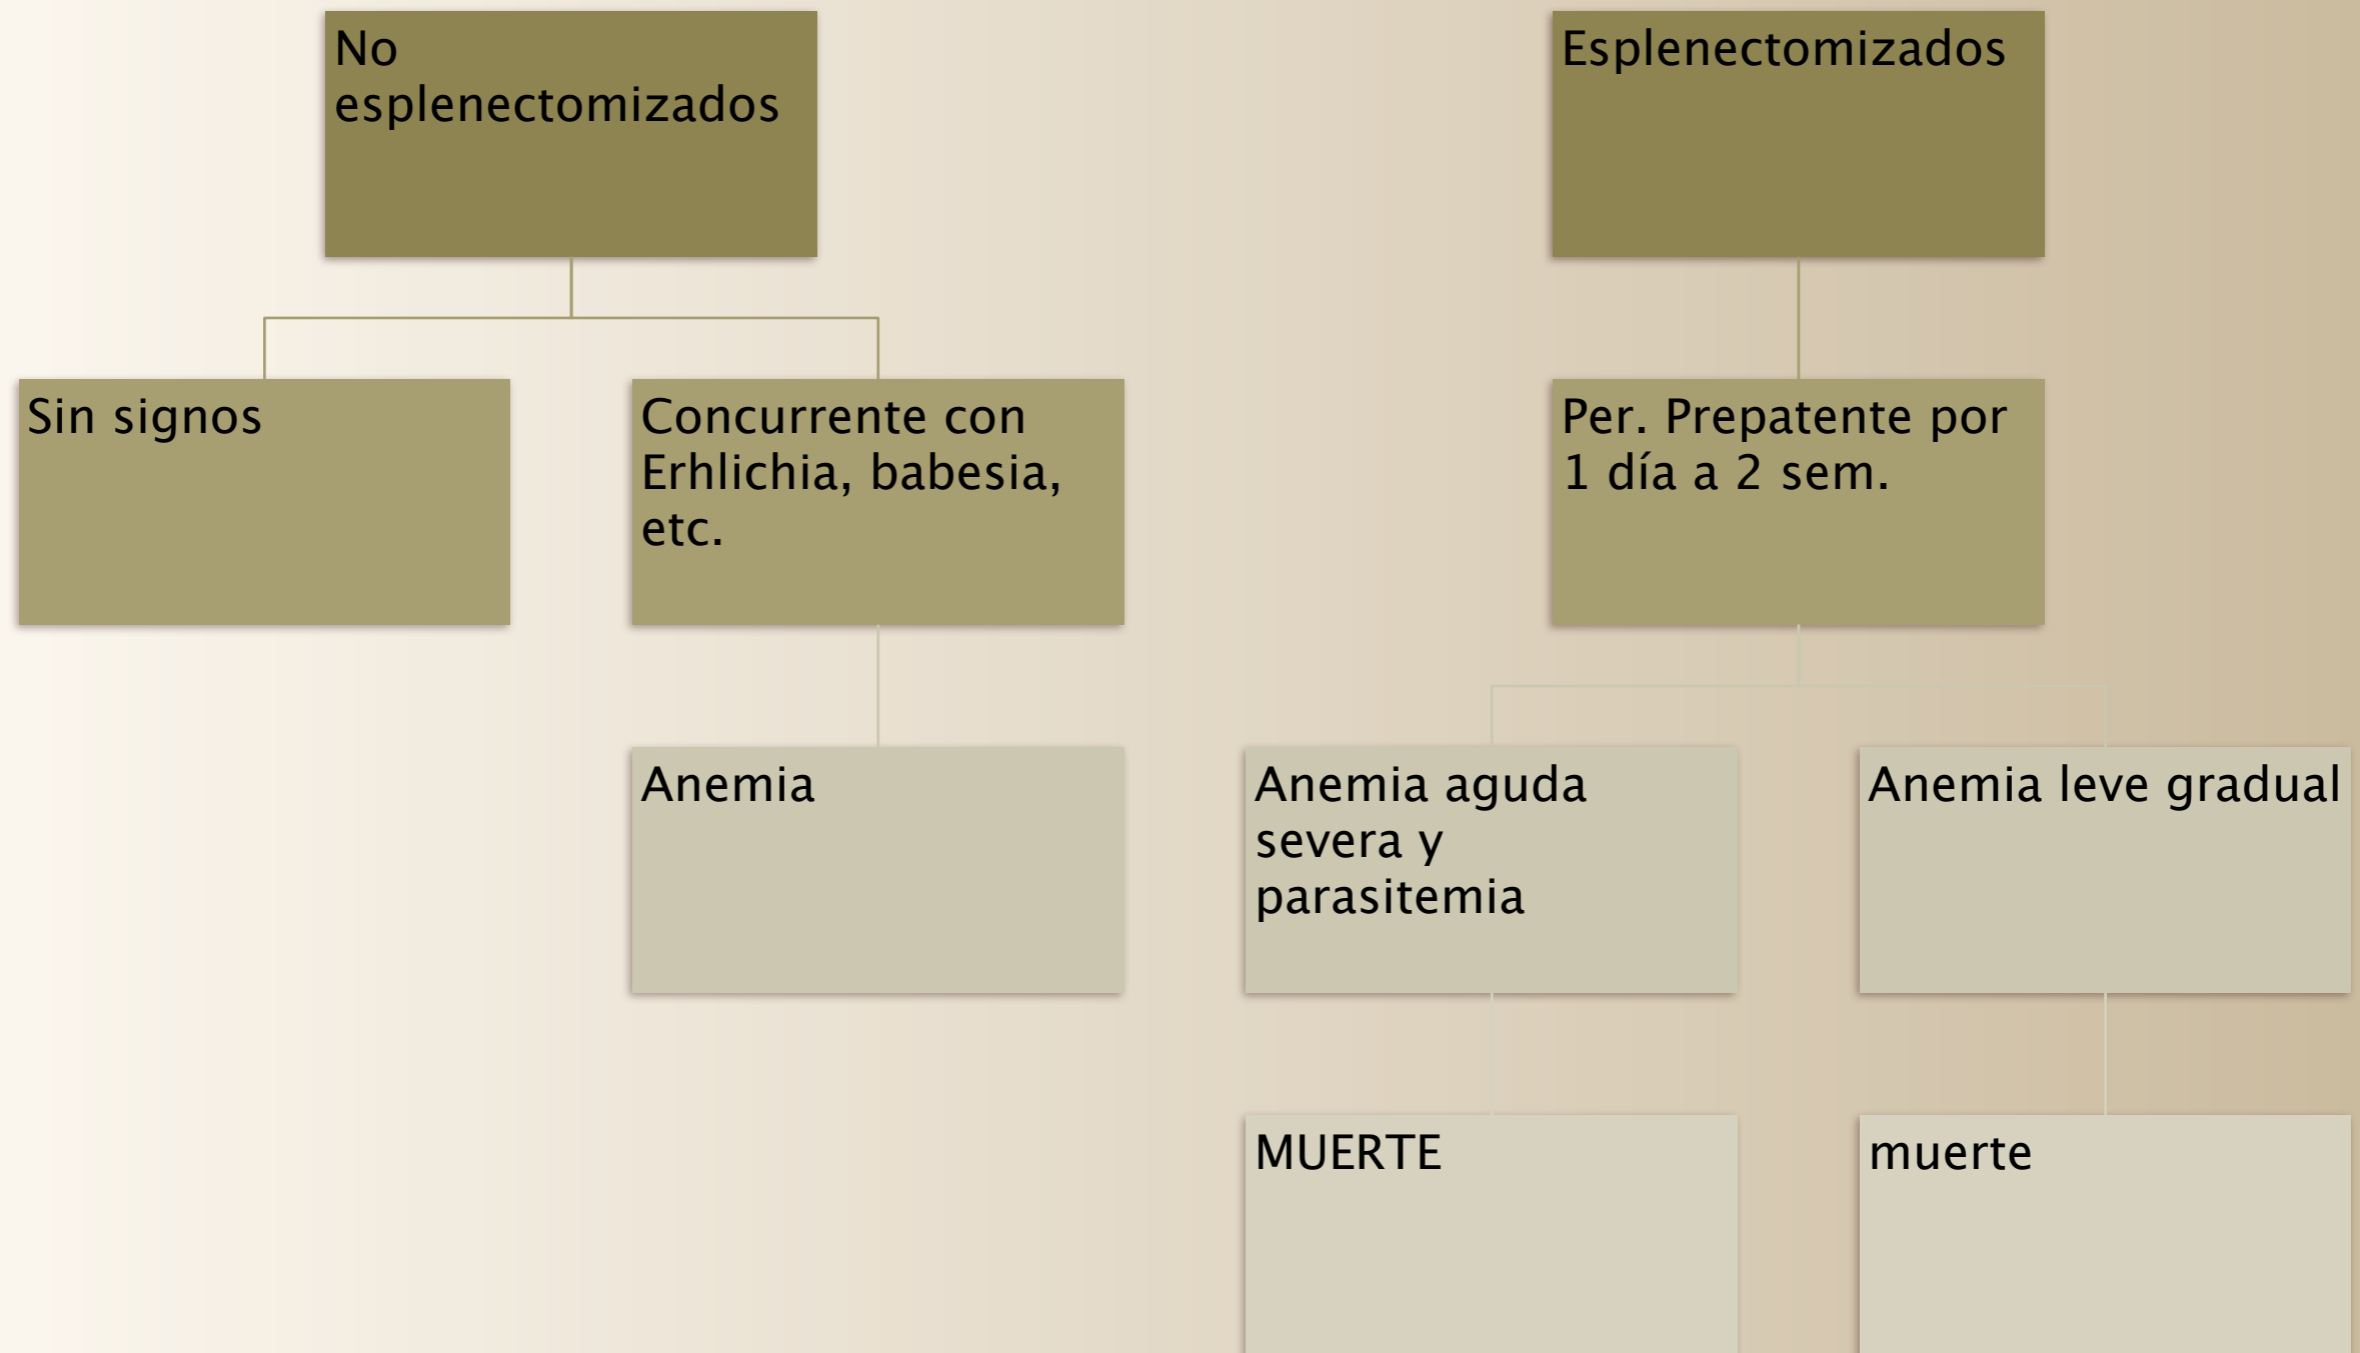 No
esplenectomizados
Esplenectomizados
Sin signos
Concurrente con
Erhlichia, babesia,
etc.
Per. Prepatente por
1 día a 2 sem.
Anemia
Anemia aguda
severa y
parasitemia
Anemia leve gradual
MUERTE
muerte